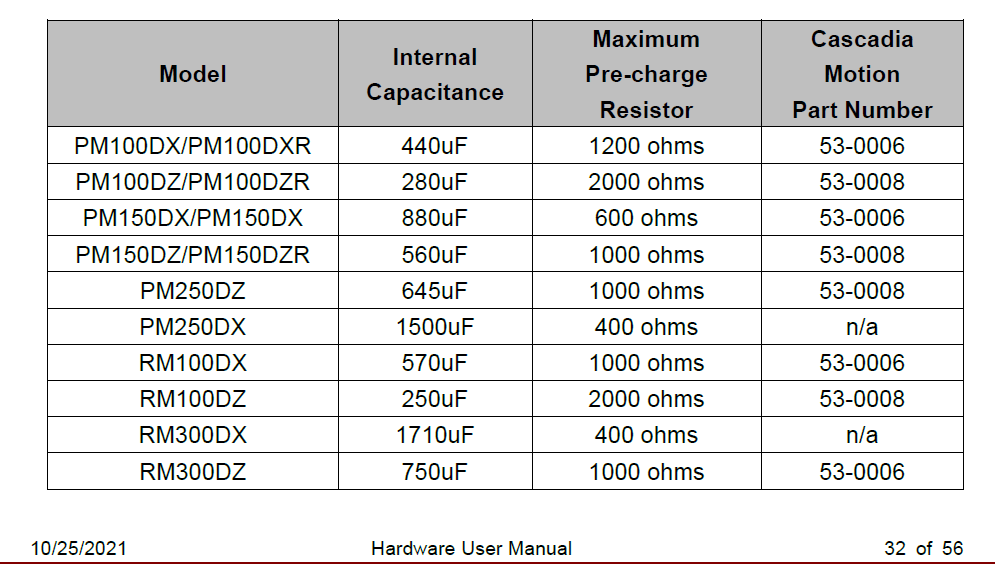 Model Internal Capacitance Maximum Pre-charge Resistor Cascadia Motion Part Number
PM100DX/PM100DXR 440uF 1200 ohms 53-0006
PM100DZ/PM100DZR 280uF 2000 ohms 53-0008
PM150DX/PM150DX 880uF 600 ohms 53-0006
PM150DZ/PM150DZR 560uF 1000 ohms 53-0008
PM250DZ 645uF 1000 ohms 53-0008
PM250DX 1500uF 400 ohms n/a
RM100DX 570uF 1000 ohms 53-0006
RM100DZ 250uF 2000 ohms 53-0008
RM300DX 1710uF 400 ohms n/a
RM300DZ 750uF 1000 ohms 53-0006
10/25/2021 Hardware User Manual 32 of 56